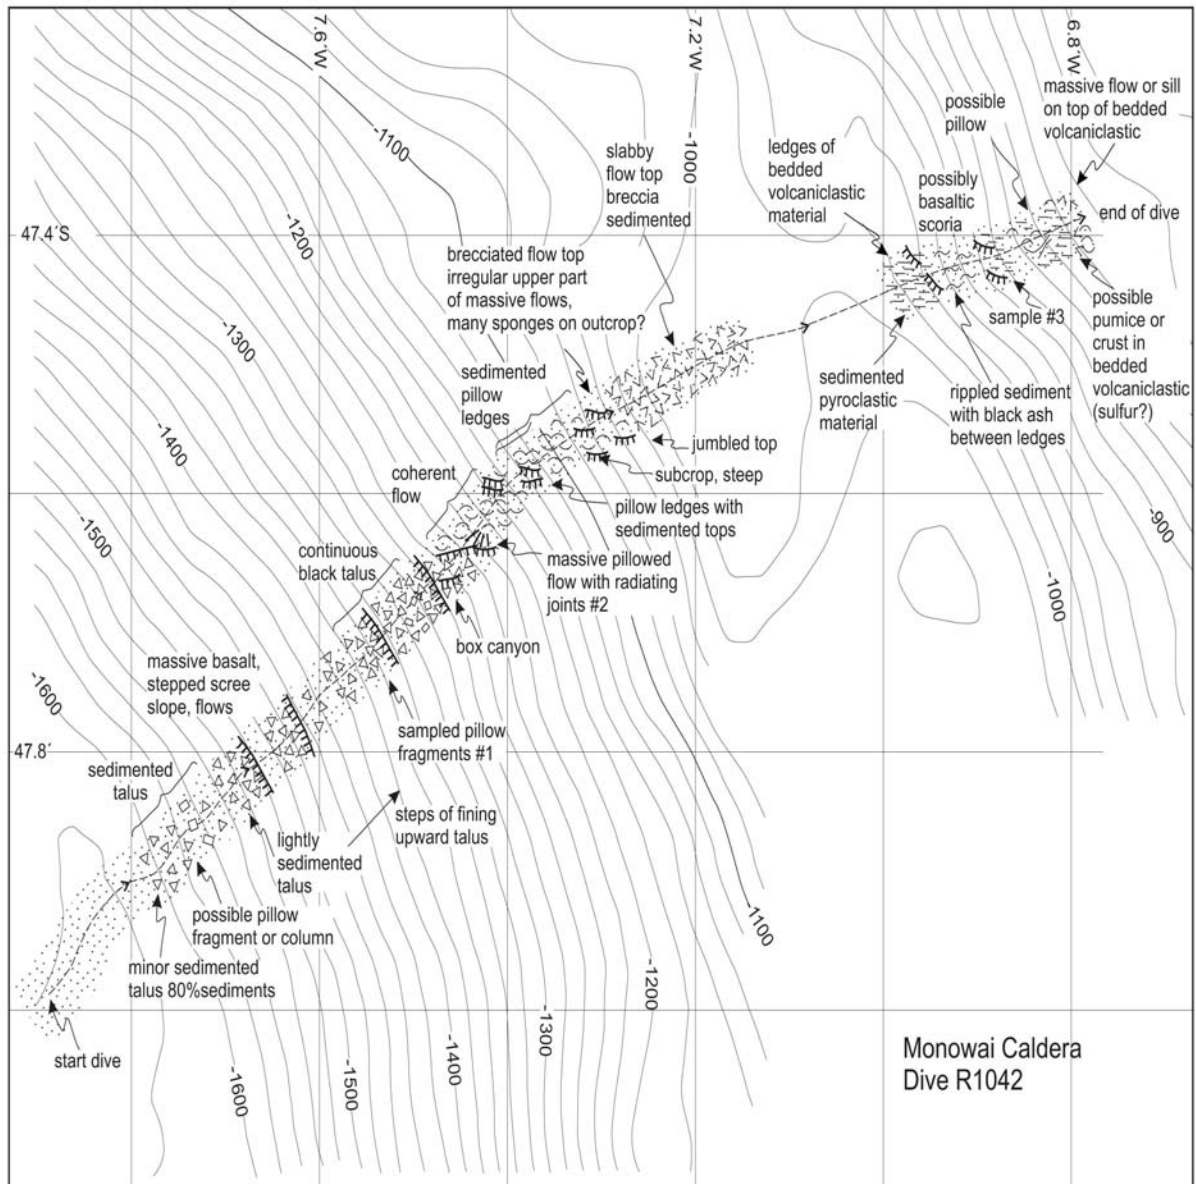 7.6´W
7.2´W
6.8´W
-1100
-1000
massive flow or sill
on top of bedded
volcaniclastic
possible
pillow
ledges of
bedded
volcaniclastic
material
slabby
flow top
breccia
sedimented
possibly
basaltic
scoria
-1200
47.4´S
end of dive
brecciated flow top
irregular upper part
of massive flows,
many sponges on outcrop?
-1300
sample #3
possible
pumice or
crust in
bedded
volcaniclastic
(sulfur?)
sedimented
pillow
ledges
sedimented
pyroclastic
material
rippled sediment
with black ash
between ledges
-1400
jumbled top
coherent
flow
subcrop, steep
-1500
pillow ledges with
sedimented tops
-900
continuous
black talus
massive pillowed
flow with radiating
joints #2
-1000
box canyon
massive basalt,
stepped scree
slope, flows
-1600
sampled pillow
fragments #1
47.8´
sedimented
talus
steps of fining
upward talus
lightly
sedimented
talus
possible pillow
fragment or column
-1100
minor sedimented
talus 80%sediments
-1200
-1300
start dive
-1400
-1500
-1600
Monowai Caldera
Dive R1042